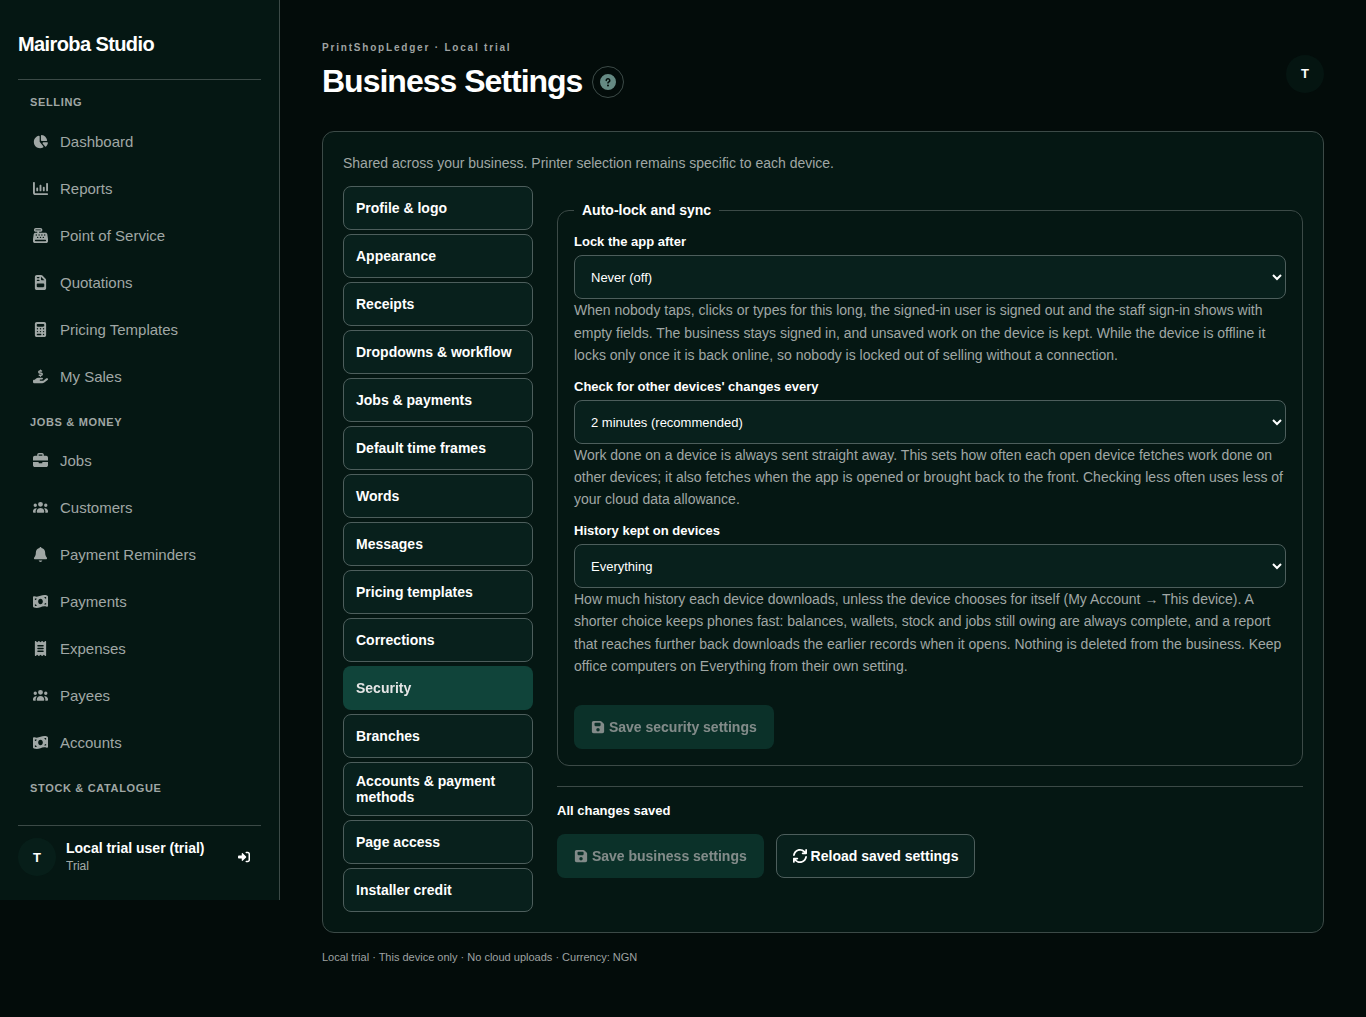 Mairoba Studio
SELLING
Dashboard
Reports
Point of Service
Quotations
Pricing Templates
My Sales
JOBS & MONEY
Jobs
Customers
Payment Reminders
Payments
Expenses
Payees
Accounts
STOCK & CATALOGUE
T
Local trial user (trial)
Trial
PrintShopLedger · Local trial
Business Settings
?
T
Shared across your business. Printer selection remains specific to each device.
Profile & logo
Appearance
Receipts
Dropdowns & workflow
Jobs & payments
Default time frames
Words
Messages
Pricing templates
Corrections
Security
Branches
Accounts & payment
methods
Page access
Installer credit
Auto-lock and sync
Lock the app after
Never (off)
When nobody taps, clicks or types for this long, the signed-in user is signed out and the staff sign-in shows with
empty fields. The business stays signed in, and unsaved work on the device is kept. While the device is offline it
locks only once it is back online, so nobody is locked out of selling without a connection.
Check for other devices' changes every
2 minutes (recommended)
Work done on a device is always sent straight away. This sets how often each open device fetches work done on
other devices; it also fetches when the app is opened or brought back to the front. Checking less often uses less of
your cloud data allowance.
History kept on devices
Everything
How much history each device downloads, unless the device chooses for itself (My Account → This device). A
shorter choice keeps phones fast: balances, wallets, stock and jobs still owing are always complete, and a report
that reaches further back downloads the earlier records when it opens. Nothing is deleted from the business. Keep
office computers on Everything from their own setting.
Save security settings
All changes saved
Save business settings
Reload saved settings
Local trial · This device only · No cloud uploads · Currency: NGN